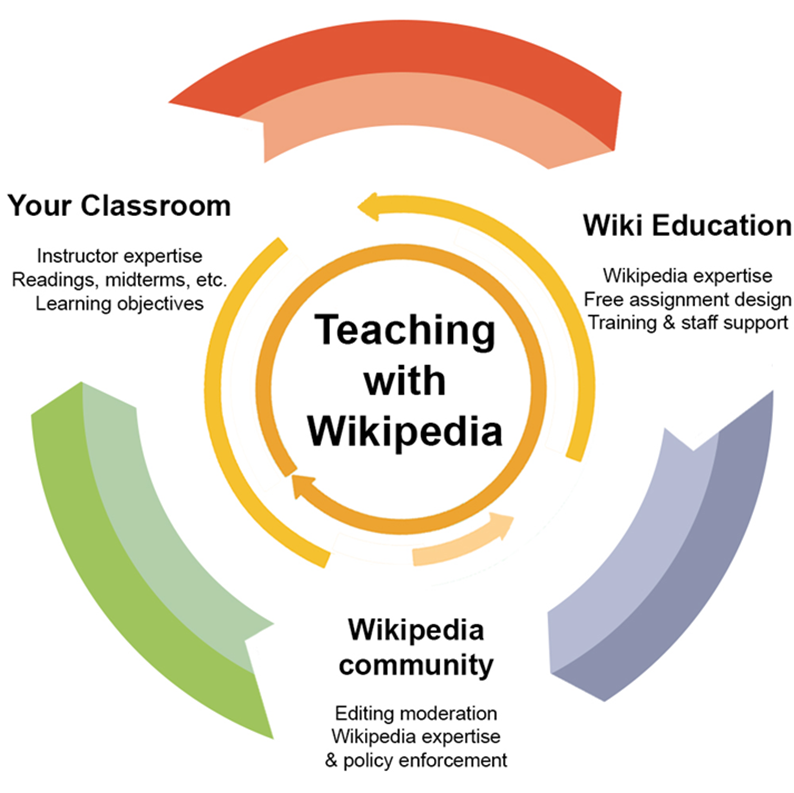 Your Classroom
Instructor expertise
Readings, midterms, etc.
Learning objectives
Wiki Education
Wikipedia expertise
Free assignment design
Training & staff support
Teaching
with
Wikipedia
Wikipedia
community
Editing moderation
Wikipedia expertise
& policy enforcement